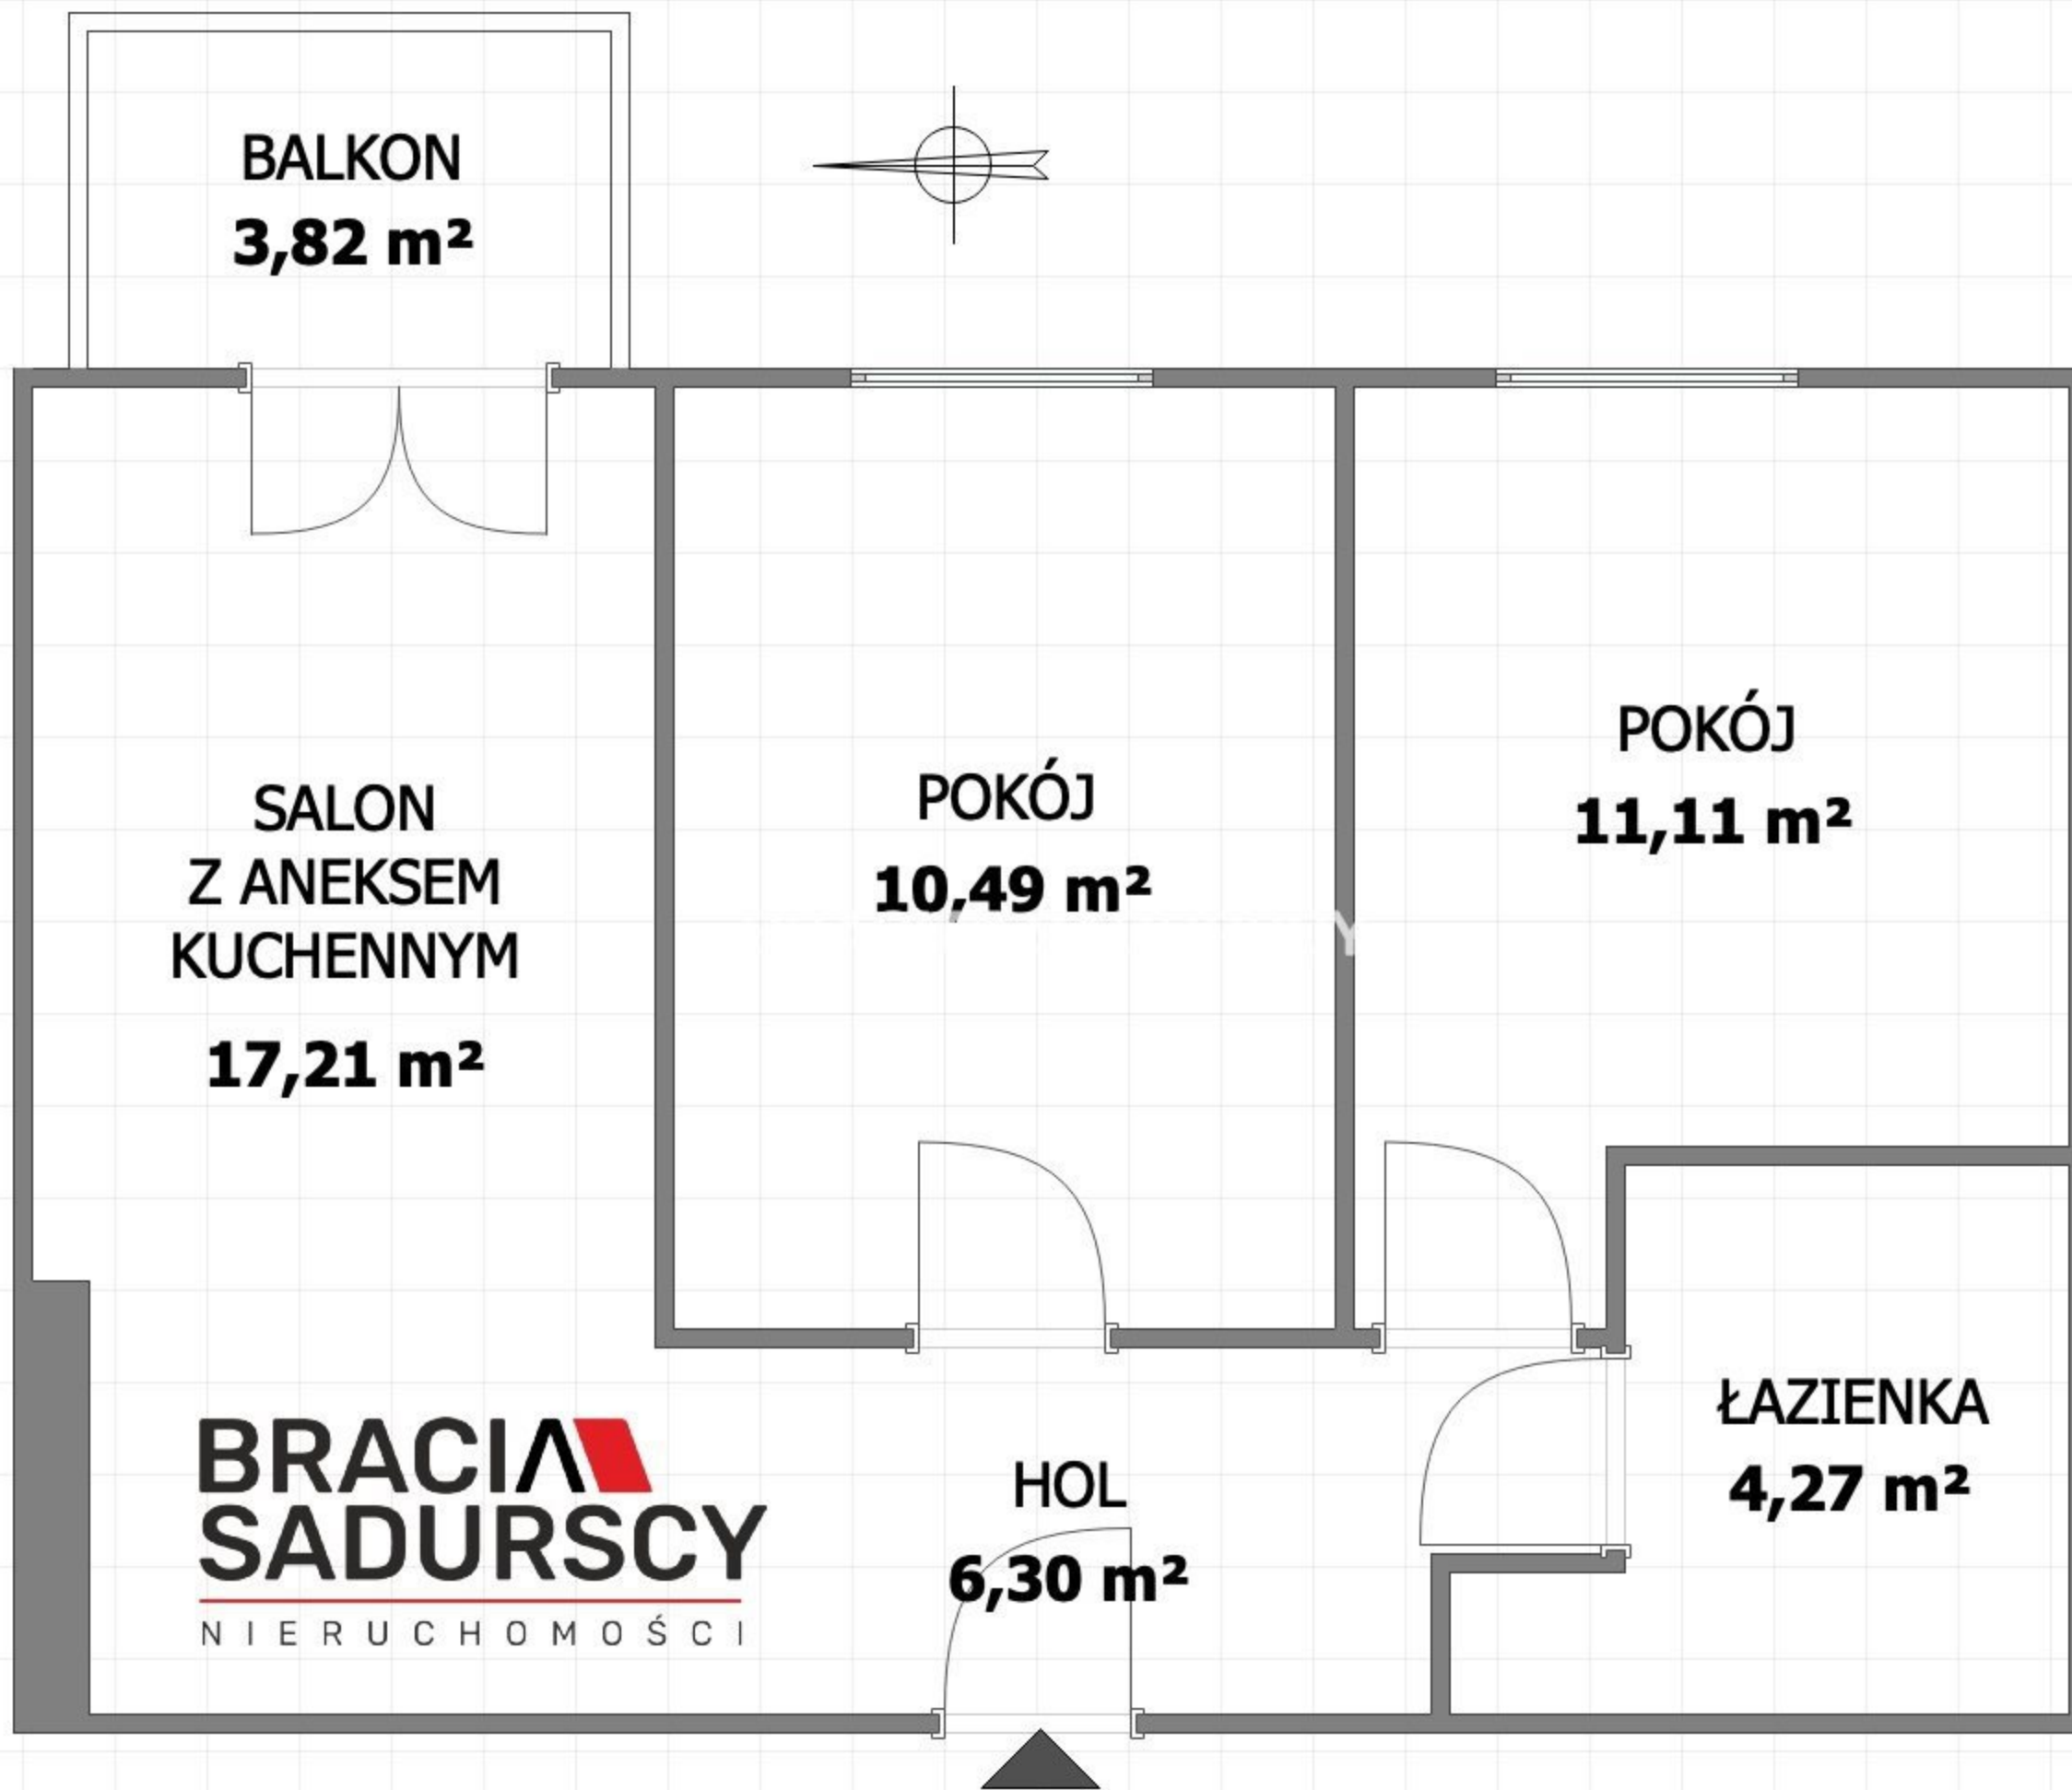 BALKON
3,82 m²
SALON
Z ANEKSEM
KUCHENNYM
17,21 m²
POKÓJ
10,49 m²
POKÓJ
11,11 m²
ŁAZIENKA
4,27 m²
HOL
6,30 m²
BRACIA
SADURSCY
NIERUCHOMOŚCI